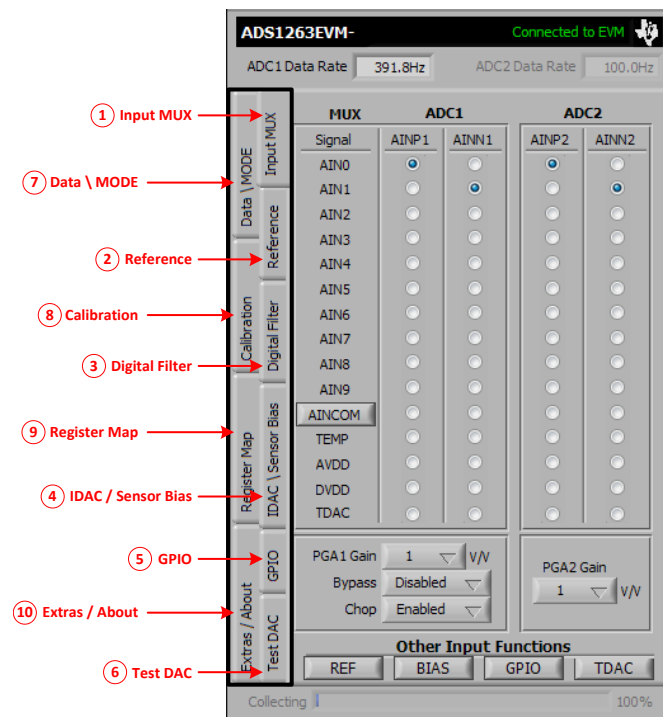 ADS1263EVM- Connected to EVM
ADC1 Data Rate 391.8Hz ADC2 Data Rate 100.0Hz
1 Input MUX
7 Data \ MODE
2 Reference
8 Calibration
3 Digital Filter
9 Register Map
4 IDAC / Sensor Bias
5 GPIO
10 Extras / About
6 Test DAC
Data \ MODE
Calibration
Register Map
Extras / About
Input MUX
Reference
Digital Filter
IDAC \ Sensor Bias
GPIO
Test DAC
MUX ADC1 ADC2
Signal AINP1 AINN1 AINP2 AINN2
AIN0
AIN1
AIN2
AIN3
AIN4
AIN5
AIN6
AIN7
AIN8
AIN9
AINCOM
TEMP
AVDD
DVDD
TDAC
PGA1 Gain 1 V/V
Bypass Disabled
Chop Enabled
PGA2 Gain
1 V/V
Other Input Functions
REF BIAS GPIO TDAC
Collecting 100%